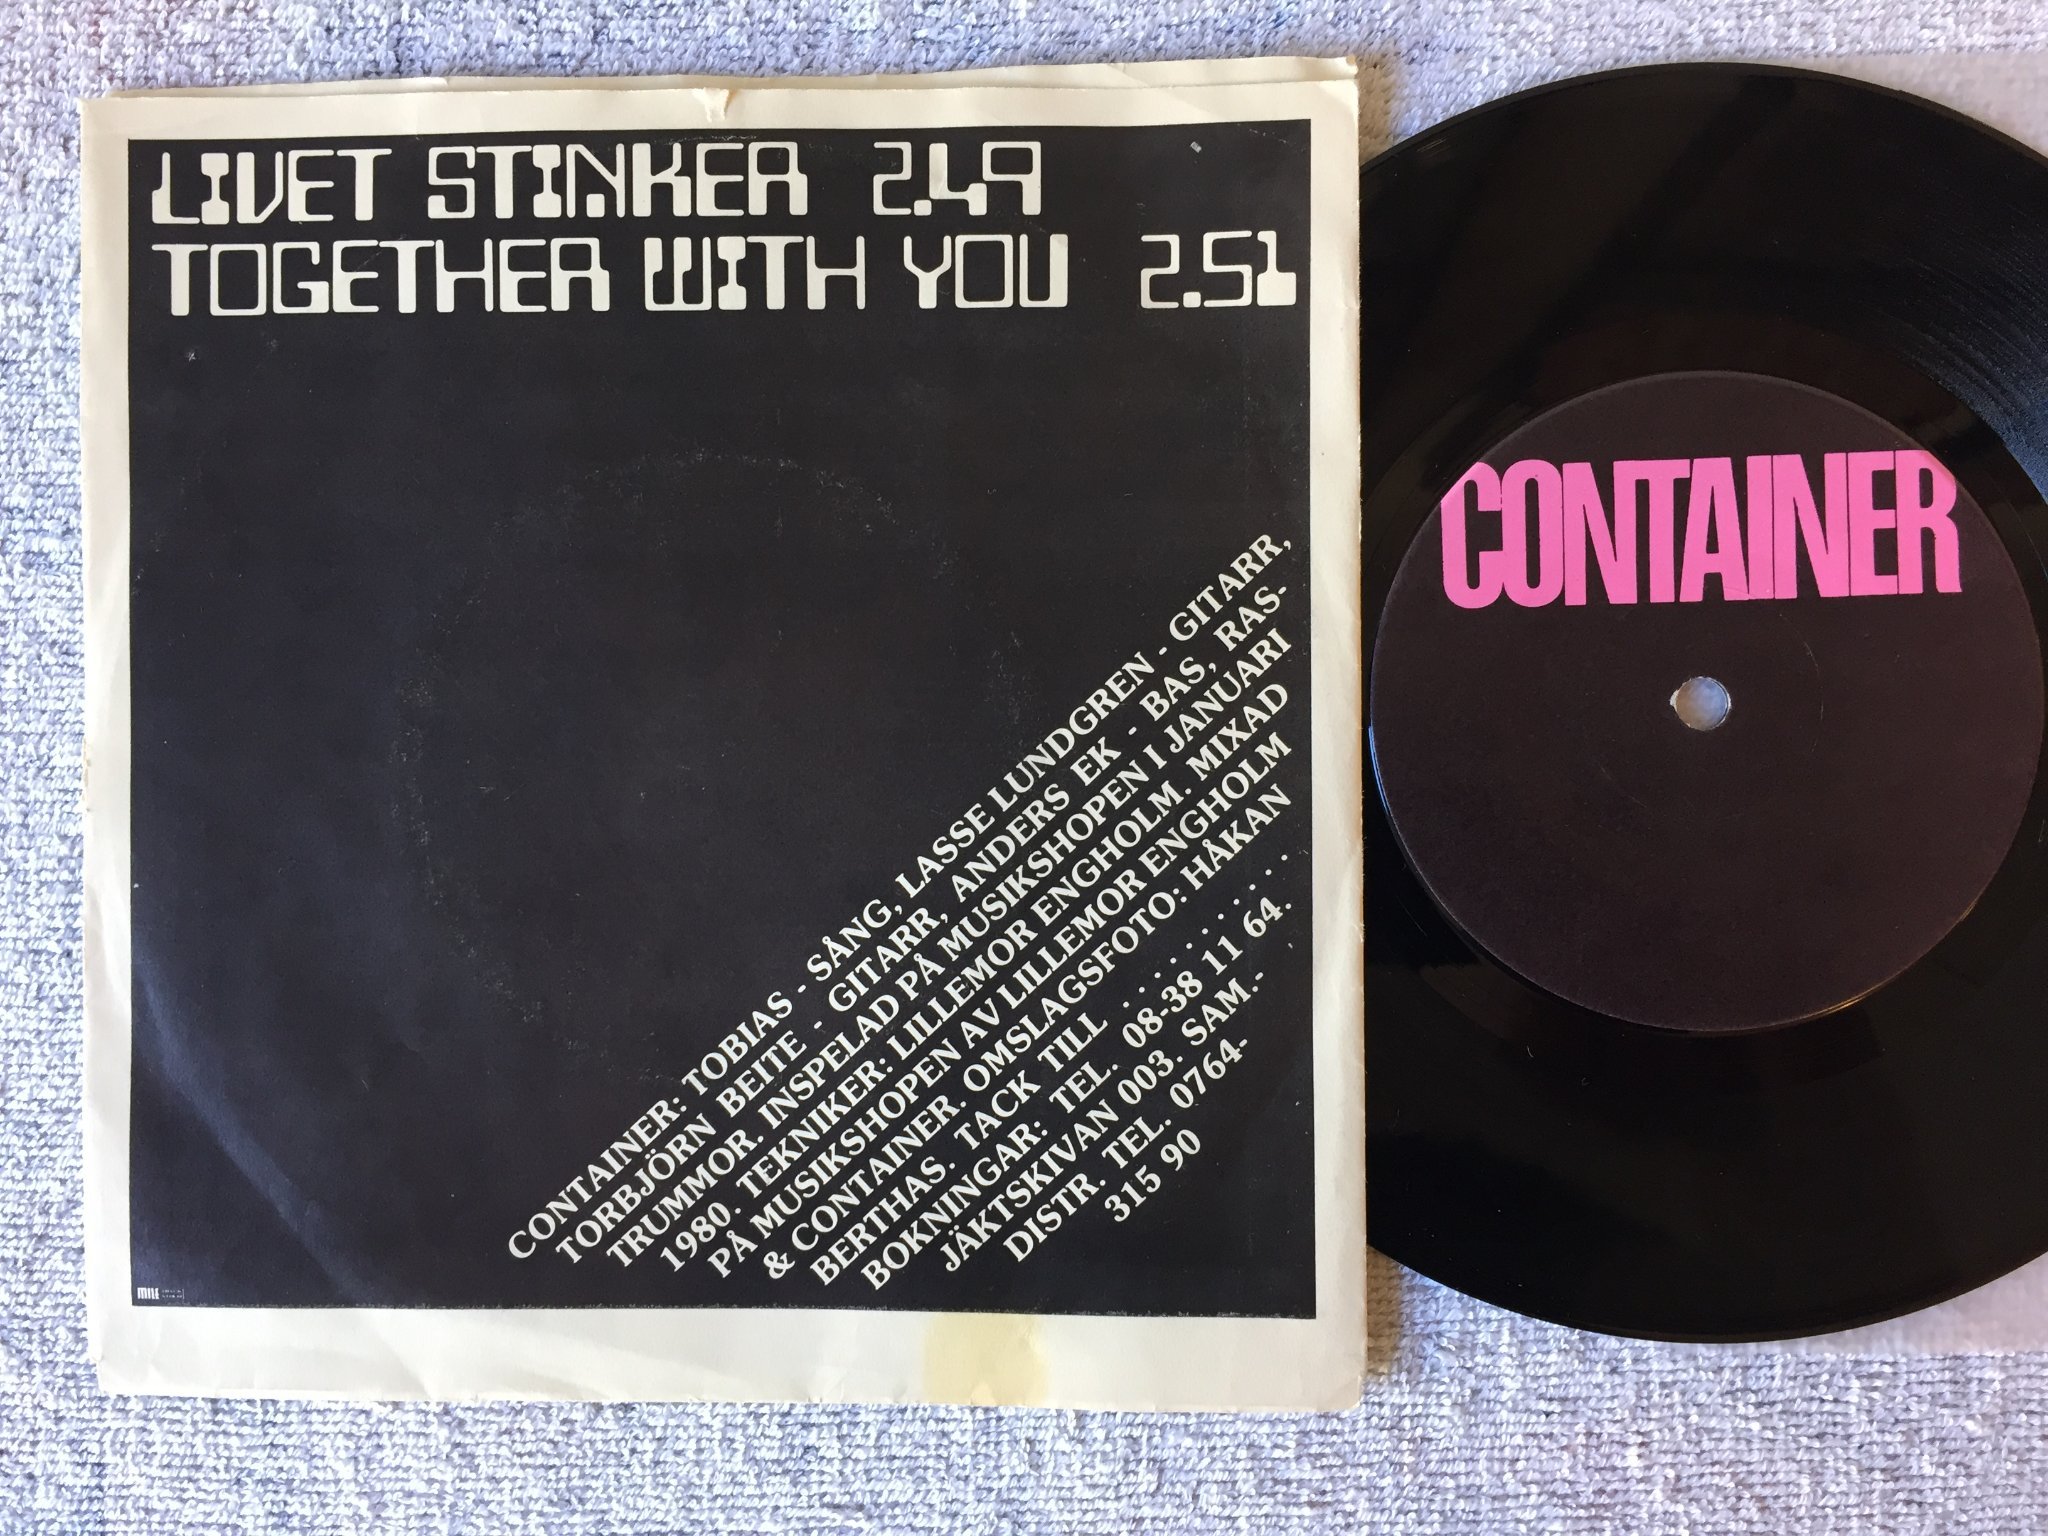 LIVET STINKER 2.49
TOGETHER WITH YOU 2.51
CONTAINER: TOBIAS - SÅNG, LASSE LUNDGREN - GITARR,
TORBJÖRN BEITE - GITARR, ANDERS EK - BAS, RAS-
TRUMMOR. INSPELAD PÅ MUSIKSHOPEN I JANUARI
1980. TEKNIKER: LILLEMOR ENGHOLM. MIXAD
PÅ MUSIKSHOPEN AV LILLEMOR ENGHOLM
& CONTAINER. OMSLAGSFOTO: HÅKAN
BERTHAS. TACK TILL . . . . . . . . . .
BOKNINGAR: TEL. 08-38 11 64.
JÄKTSKIVAN 003. SAM.-
DISTR. TEL. 0764-
315 90
CONTAINER